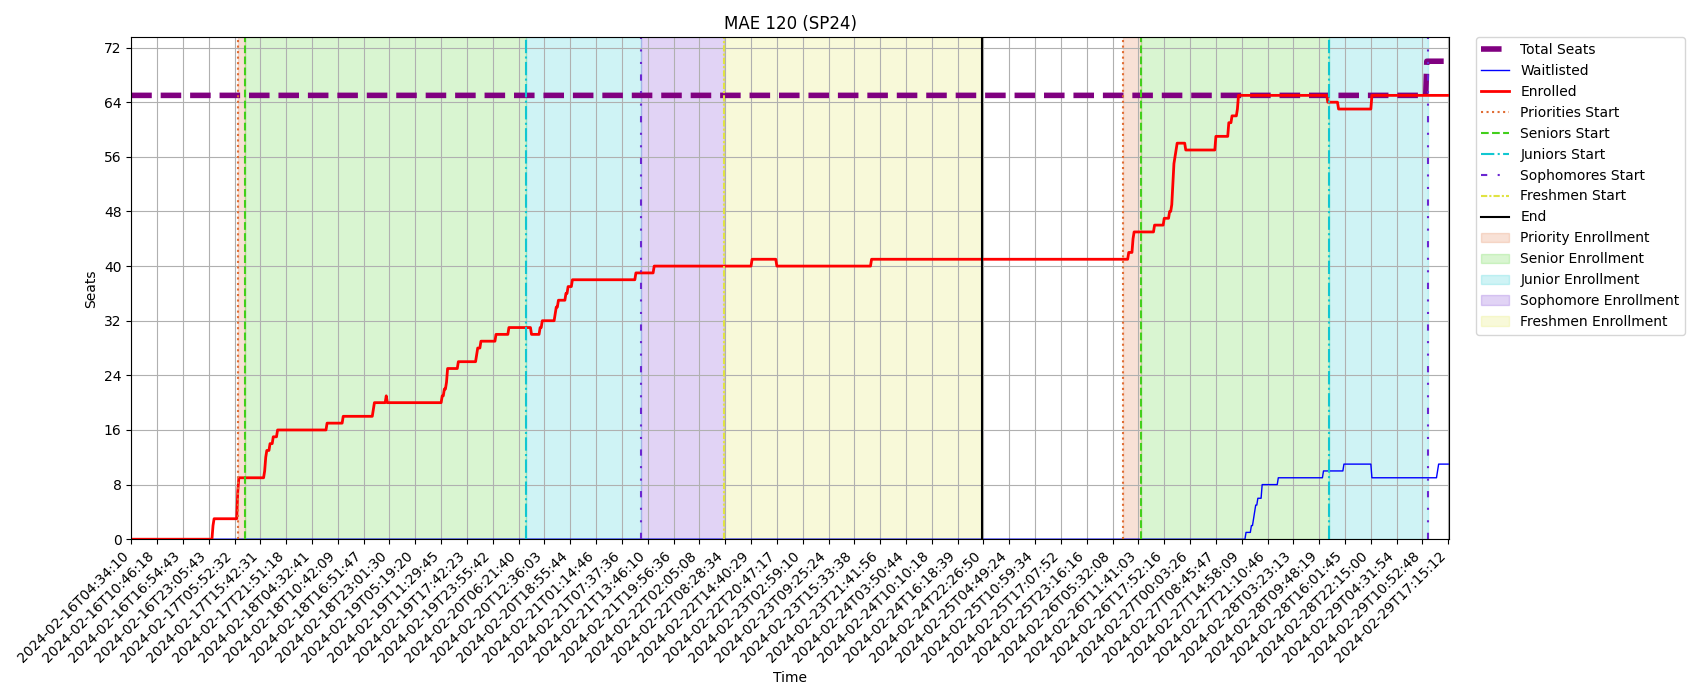 MAE 120 (SP24)
Seats
72
64
56
48
40
32
24
16
8
0
2024-02-16T04:34:10
2024-02-16T10:46:18
2024-02-16T16:54:43
2024-02-16T23:05:43
2024-02-17T05:52:32
2024-02-17T15:42:31
2024-02-17T21:51:18
2024-02-18T04:32:41
2024-02-18T10:42:09
2024-02-18T16:51:47
2024-02-18T23:01:30
2024-02-19T05:19:20
2024-02-19T11:29:45
2024-02-19T17:42:23
2024-02-19T23:55:42
2024-02-20T06:21:40
2024-02-20T12:36:03
2024-02-20T18:55:44
2024-02-21T01:14:46
2024-02-21T07:37:36
2024-02-21T13:46:10
2024-02-21T19:56:36
2024-02-22T02:05:08
2024-02-22T08:28:34
2024-02-22T14:40:29
2024-02-22T20:47:17
2024-02-23T02:59:10
2024-02-23T09:25:24
2024-02-23T15:33:38
2024-02-23T21:41:56
2024-02-24T03:50:44
2024-02-24T10:10:18
2024-02-24T16:18:39
2024-02-24T22:26:50
2024-02-25T04:49:24
2024-02-25T10:59:34
2024-02-25T17:07:52
2024-02-25T23:16:16
2024-02-26T05:32:08
2024-02-26T11:41:03
2024-02-26T17:52:16
2024-02-27T00:03:26
2024-02-27T08:45:47
2024-02-27T14:58:09
2024-02-27T21:10:46
2024-02-28T03:23:13
2024-02-28T09:48:19
2024-02-28T16:01:45
2024-02-28T22:15:00
2024-02-29T04:31:54
2024-02-29T10:52:48
2024-02-29T17:15:12
Time
Total Seats
Waitlisted
Enrolled
Priorities Start
Seniors Start
Juniors Start
Sophomores Start
Freshmen Start
End
Priority Enrollment
Senior Enrollment
Junior Enrollment
Sophomore Enrollment
Freshmen Enrollment